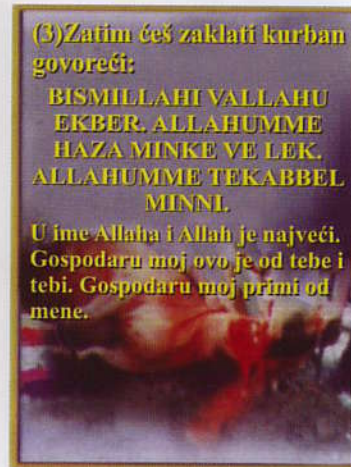 (3)Zatim ćeš zaklati kurban
govoreći:
BISMILLAHI VALLAHU
EKBER. ALLAHUMME
HAZA MINKE VE LEK.
ALLAHUMME TEKABBEL
MINNI.
U ime Allaha i Allah je najveći.
Gospodaru moj ovo je od tebe i
tebi. Gospodaru moj primi od
mene.